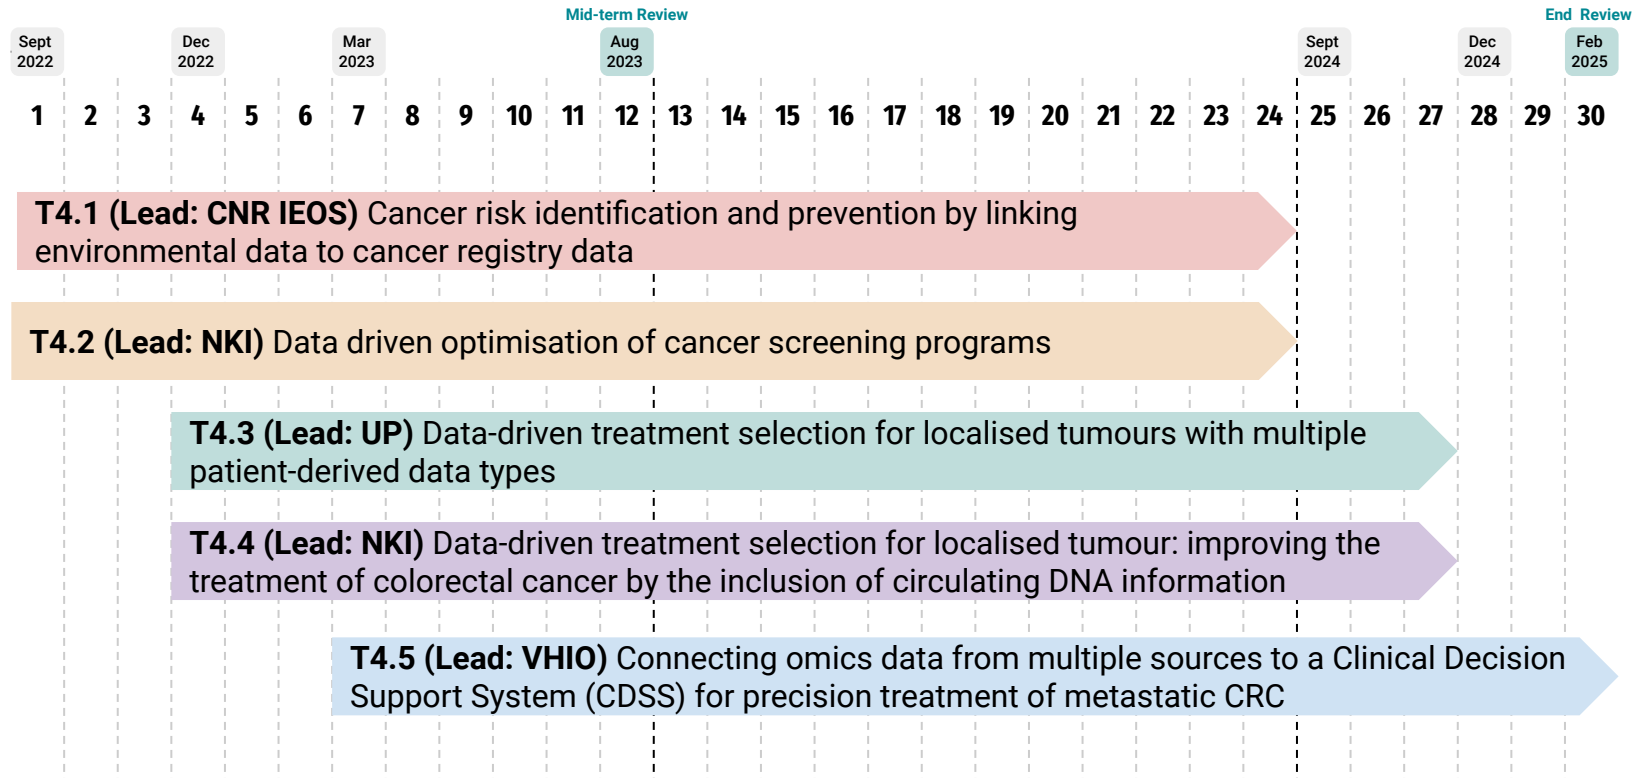 Mid-term Review End Review
Sept Dec Mar Aug Sept Dec Feb
2022 2022 2023 2023 2024 2024 2025
1 2 3 4 5 6 7 8 9 10 11 12 13 14 15 16 17 18 19 20 21 22 23 24 25 26 27 28 29 30
T4.1 (Lead: CNR IEOS) Cancer risk identification and prevention by linking
environmental data to cancer registry data
T4.2 (Lead: NKI) Data driven optimisation of cancer screening programs
T4.3 (Lead: UP) Data-driven treatment selection for localised tumours with multiple
patient-derived data types
T4.4 (Lead: NKI) Data-driven treatment selection for localised tumour: improving the
treatment of colorectal cancer by the inclusion of circulating DNA information
T4.5 (Lead: VHIO) Connecting omics data from multiple sources to a Clinical Decision
Support System (CDSS) for precision treatment of metastatic CRC